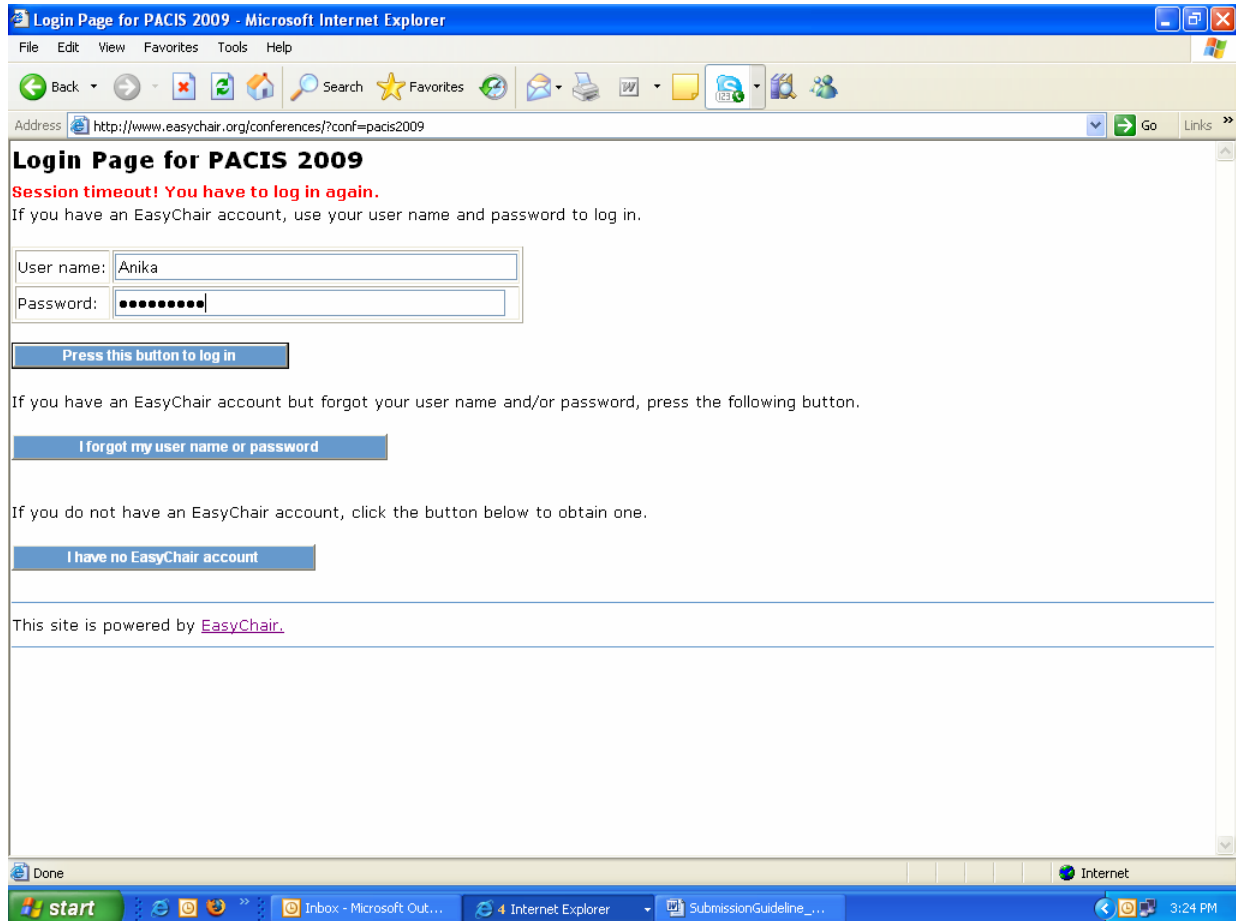 Login Page for PACIS 2009 - Microsoft Internet Explorer
File Edit View Favorites Tools Help
Back Search Favorites
Address http://www.easychair.org/conferences/?conf=pacis2009 Go Links »
Login Page for PACIS 2009
Session timeout! You have to log in again.
If you have an EasyChair account, use your user name and password to log in.
User name: Anika
Password: •••••••••
Press this button to log in
If you have an EasyChair account but forgot your user name and/or password, press the following button.
I forgot my user name or password
If you do not have an EasyChair account, click the button below to obtain one.
I have no EasyChair account
This site is powered by EasyChair.
Done Internet
start » Inbox - Microsoft Out... 4 Internet Explorer SubmissionGuideline_... 3:24 PM